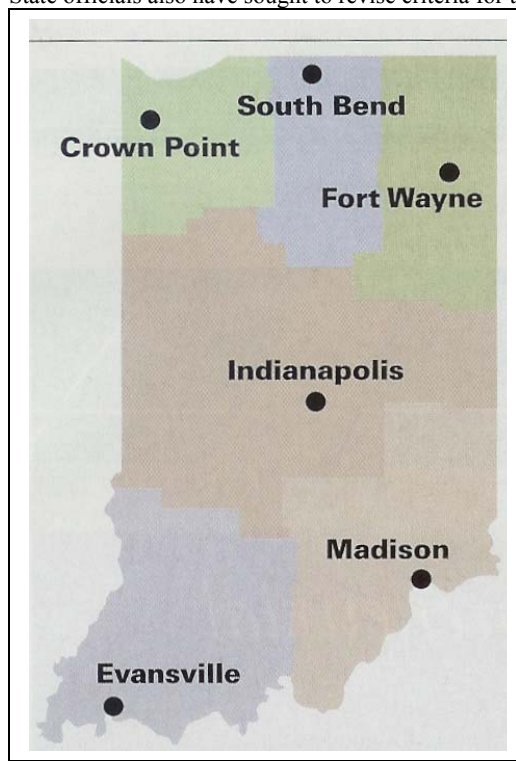 South Bend
Crown Point
Fort Wayne
Indianapolis
Madison
Evansville